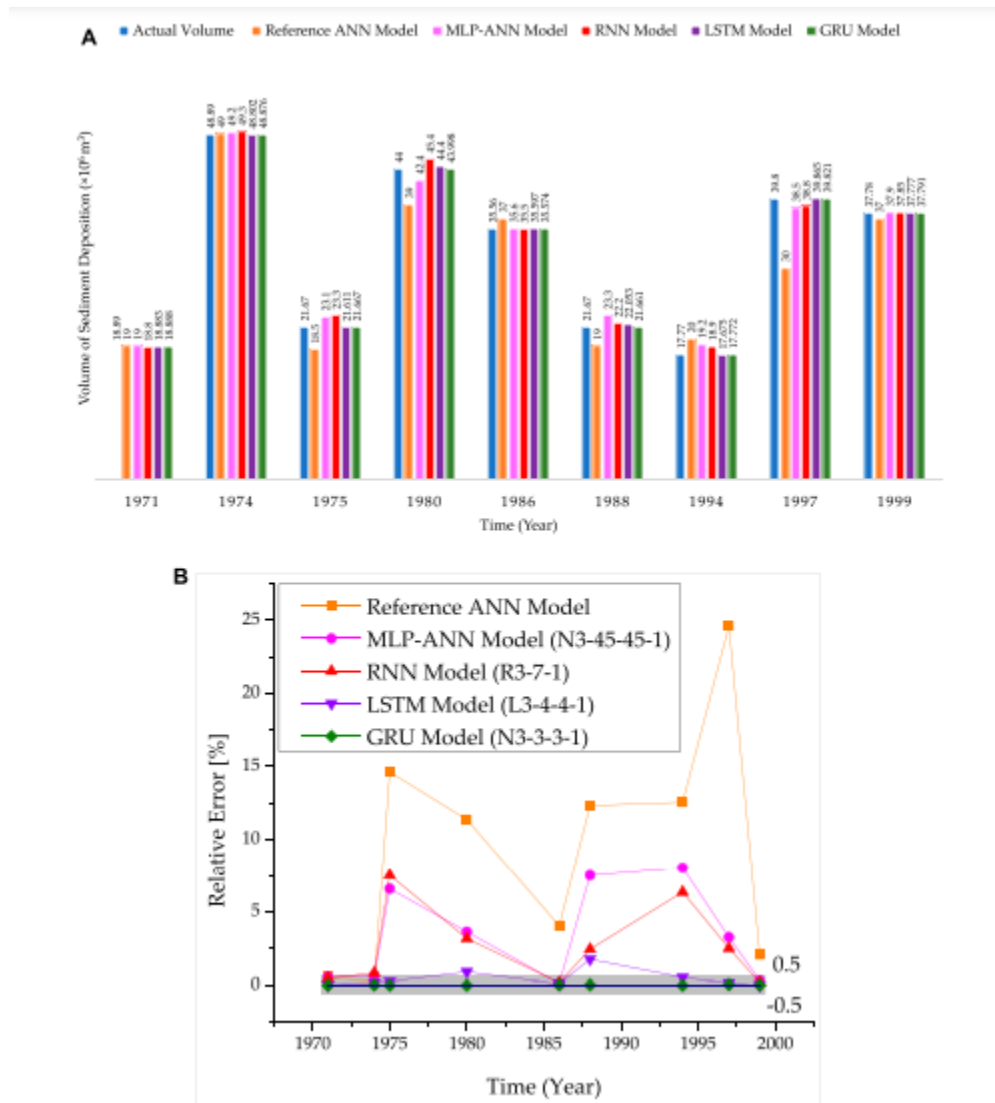 A
Actual Volume Reference ANN Model MLP-ANN Model RNN Model LSTM Model GRU Model
Volume of Sediment Deposition (×10⁶ m³)
18.89 19 19 18.8 18.883 18.888
48.89 49 49.2 49.3 48.802 48.876
21.67 18.5 23.1 23.3 21.611 21.667
44 39 42.4 45.4 44.4 43.998
35.56 37 35.6 35.5 35.597 35.574
21.67 19 23.3 22.2 22.053 21.661
17.77 20 19.2 18.9 17.675 17.772
39.8 30 38.5 38.8 39.865 39.821
37.78 37 37.9 37.85 37.777 37.791
1971 1974 1975 1980 1986 1988 1994 1997 1999
Time (Year)
B
Reference ANN Model
MLP-ANN Model (N3-45-45-1)
RNN Model (R3-7-1)
LSTM Model (L3-4-4-1)
GRU Model (N3-3-3-1)
Relative Error [%]
25
20
15
10
5
0
0.5
-0.5
1970 1975 1980 1985 1990 1995 2000
Time (Year)